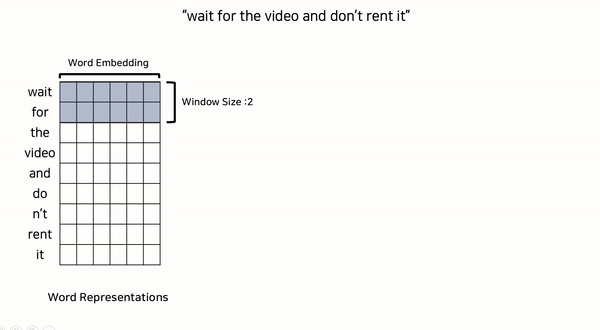 "wait for the video and don't rent it"
Word Embedding
wait
for
the
video
and
do
n't
rent
it
Window Size :2
Word Representations